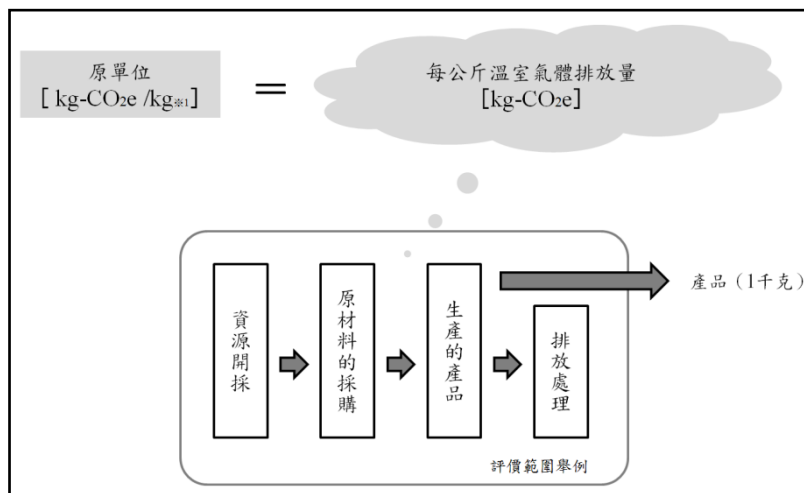 原單位
[ kg-CO2e /kg※1]
=
每公斤溫室氣體排放量
[kg-CO2e]
資源開採
原材料的採購
生產的產品
排放處理
產品（1千克）
評價範圍舉例